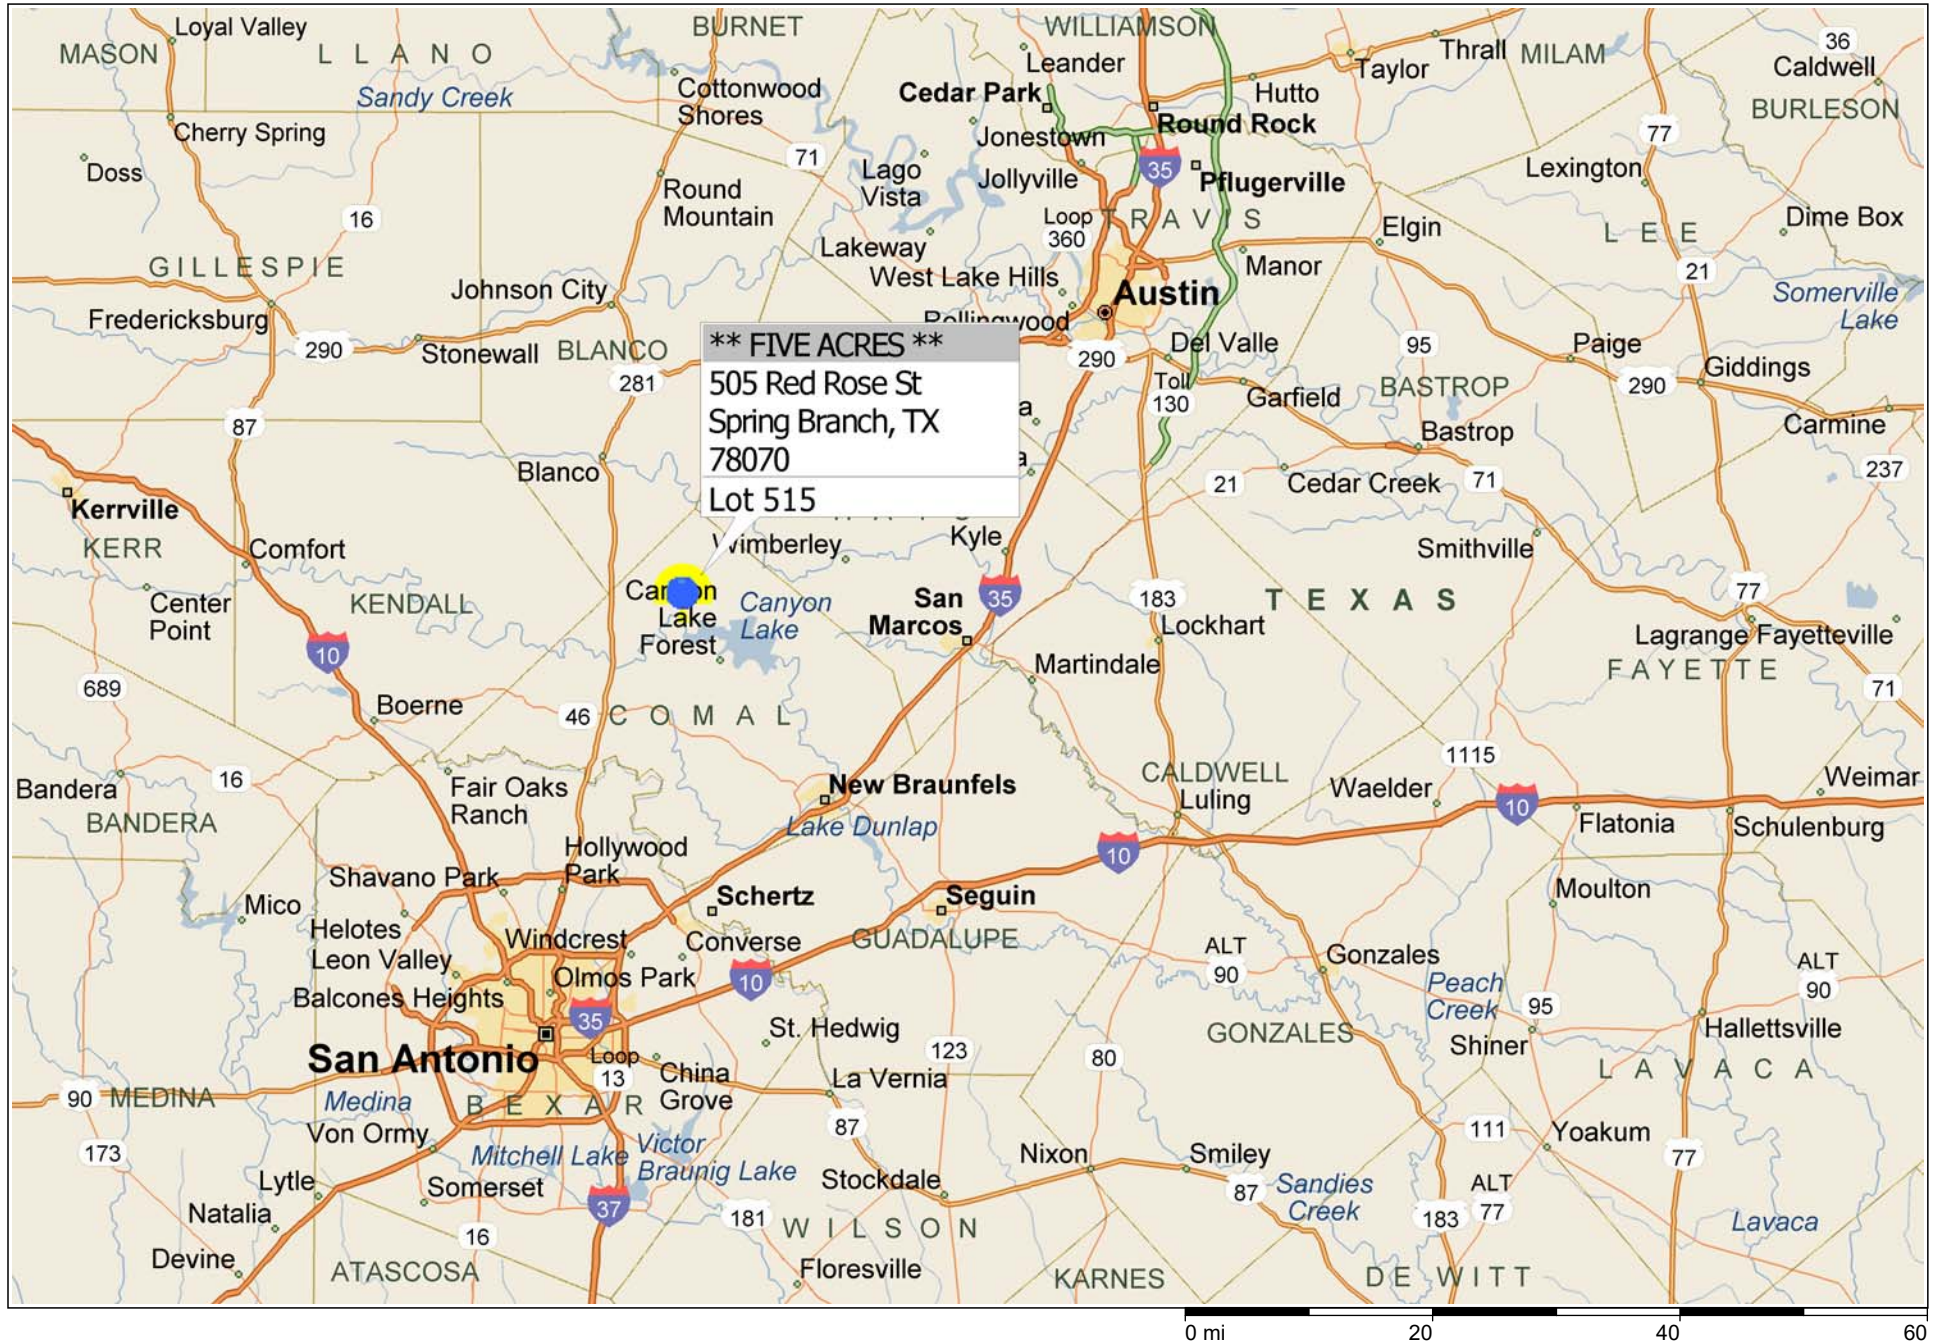 Loyal Valley
BURNET
WILLIAMSON
36
MASON
LLANO
Leander
Thrall
MILAM
Taylor
Caldwell
Sandy Creek
Cottonwood
Shores
Cedar Park
Hutto
BURLESON
Cherry Spring
Jonestown
Round Rock
77
Doss
71
Lago
Vista
Jollyville
35
Pflugerville
Lexington
Round
Mountain
16
Loop
360
TRAVIS
Elgin
LEE
Dime Box
Lakeway
GILLESPIE
West Lake Hills
Manor
21
Johnson City
Austin
Somerville
Lake
Fredericksburg
Rollingwood
290
Stonewall
BLANCO
** FIVE ACRES **
505 Red Rose St
Spring Branch, TX
78070
Lot 515
290
Del Valle
95
Paige
Giddings
281
Toll
130
Garfield
BASTROP
290
87
a
Carmine
Bastrop
Blanco
a
21
Cedar Creek
71
237
Kerrville
KERR
Comfort
Wimberley
Kyle
Smithville
Center
Point
KENDALL
Canyon
Lake
Forest
Canyon
Lake
San
Marcos
35
183
TEXAS
77
Lockhart
Lagrange
Fayetteville
10
Martindale
FAYETTE
689
71
Boerne
46
COMAL
1115
Bandera
16
Fair Oaks
Ranch
New Braunfels
CALDWELL
Luling
Waelder
10
Weimar
BANDERA
Lake Dunlap
Flatonia
Schulenburg
Hollywood
Park
10
Shavano Park
Schertz
Seguin
Moulton
Mico
Helotes
Windcrest
Converse
GUADALUPE
ALT
90
Gonzales
ALT
90
Leon Valley
Olmos Park
10
Peach
Creek
Balcones Heights
35
95
St. Hedwig
GONZALES
Shiner
Hallettsville
San Antonio
Loop
13
123
80
China
Grove
La Vernia
LAVACA
90
MEDINA
Medina
BEXAR
87
111
Yoakum
Von Ormy
173
Mitchell Lake
Victor
Braunig Lake
Nixon
Smiley
77
Lytle
Somerset
Stockdale
87
Sandies
Creek
ALT
77
Natalia
37
181
WILSON
183
Lavaca
16
Devine
ATASCOSA
Floresville
KARNES
DE WITT
0 mi
20
40
60